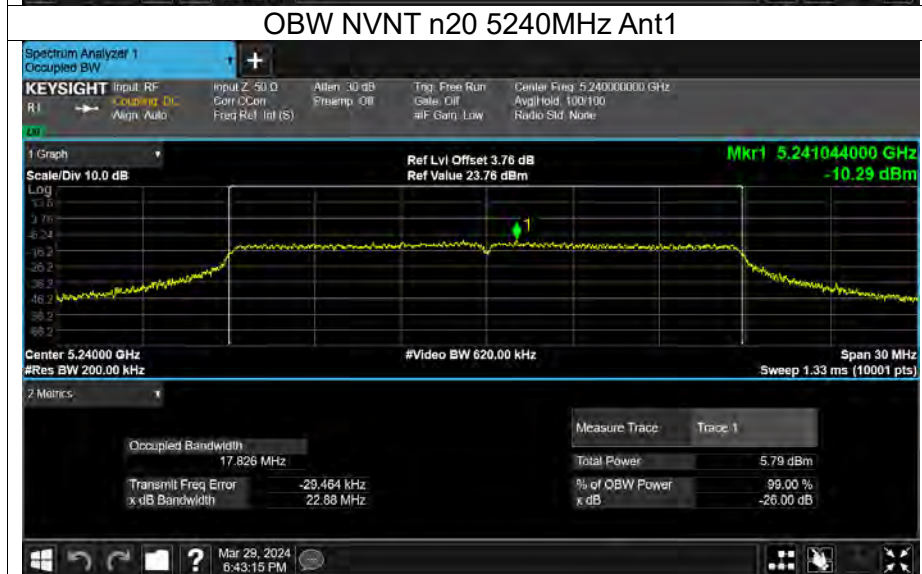 OBW NVNT n20 5240MHz Ant1
Spectrum Analyzer 1
Occupied BW
+
KEYSIGHT Input: RF Input Z: 50 Ω Atten: 30 dB Trig: Free Run Center Freq: 5.240000000 GHz
Coupling: DC Corr CCorr Preamp: Off Gate: Off Avg|Hold: 100/100
Align: Auto Freq Ref: Int (S) #IF Gain: Low Radio Std: None
1 Graph
Ref Lvl Offset 3.76 dB
Mkr1 5.241044000 GHz
Scale/Div 10.0 dB
Ref Value 23.76 dBm
-10.29 dBm
Log
1
Center 5.24000 GHz #Video BW 620.00 kHz Span 30 MHz
#Res BW 200.00 kHz Sweep 1.33 ms (10001 pts)
2 Metrics
Measure Trace Trace 1
Occupied Bandwidth
17.826 MHz
Total Power 5.79 dBm
Transmit Freq Error -29.464 kHz % of OBW Power 99.00 %
x dB Bandwidth 22.88 MHz x dB -26.00 dB
?
Mar 29, 2024
6:43:15 PM